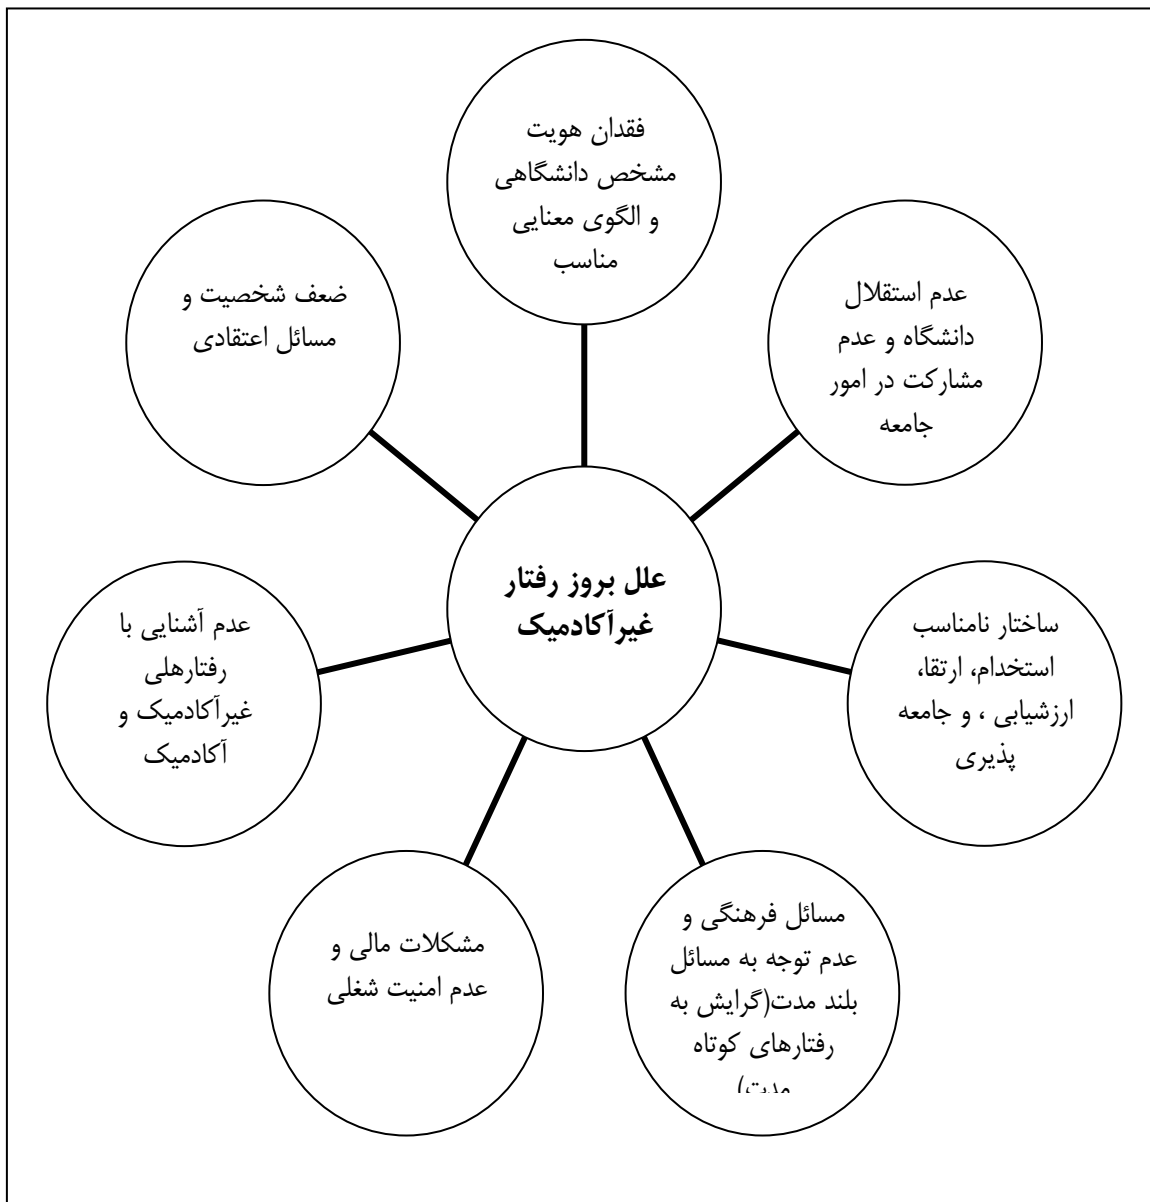 فقدان هویت
مشخص دانشگاهی
و الگوی معنایی
مناسب
عدم استقلال
دانشگاه و عدم
مشارکت در امور
جامعه
ساختار نامناسب
استخدام، ارتقا،
ارزشیابی ، و جامعه
پذیری
مسائل فرهنگی و
عدم توجه به مسائل
بلند مدت(گرایش به
رفتارهای کوتاه
مدت)
مشکلات مالی و
عدم امنیت شغلی
عدم آشنایی با
رفتارهلی
غیرآکادمیک و
آکادمیک
ضعف شخصیت و
مسائل اعتقادی
علل بروز رفتار
غیرآکادمیک